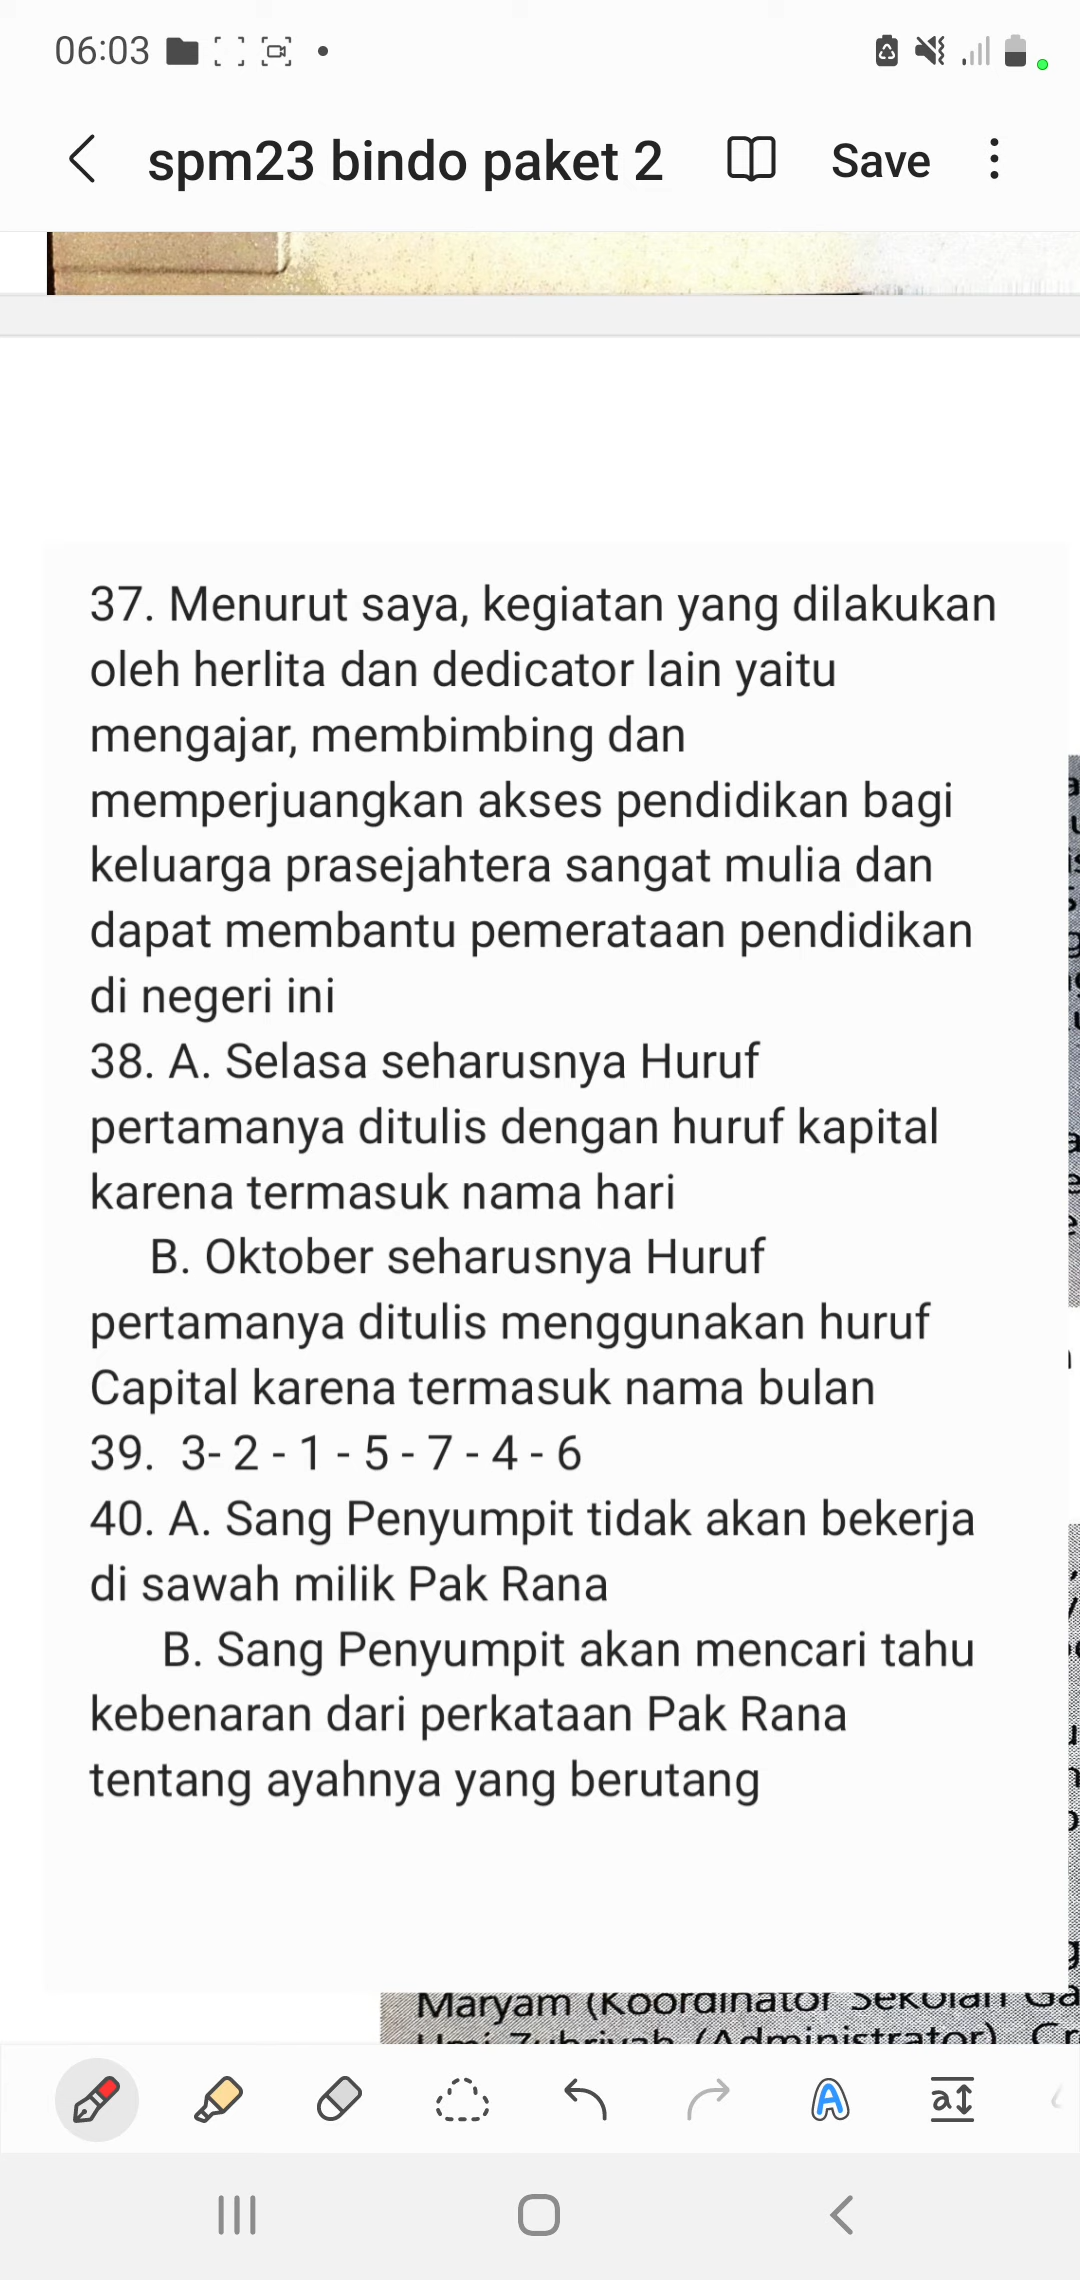 06:03
spm23 bindo paket 2 Save
37. Menurut saya, kegiatan yang dilakukan
oleh herlita dan dedicator lain yaitu
mengajar, membimbing dan
memperjuangkan akses pendidikan bagi
keluarga prasejahtera sangat mulia dan
dapat membantu pemerataan pendidikan
di negeri ini
38. A. Selasa seharusnya Huruf
pertamanya ditulis dengan huruf kapital
karena termasuk nama hari
B. Oktober seharusnya Huruf
pertamanya ditulis menggunakan huruf
Capital karena termasuk nama bulan
39. 3- 2 - 1 - 5 - 7 - 4 - 6
40. A. Sang Penyumpit tidak akan bekerja
di sawah milik Pak Rana
B. Sang Penyumpit akan mencari tahu
kebenaran dari perkataan Pak Rana
tentang ayahnya yang berutang
Maryam (Koordinator Sekolah
(Administrator)